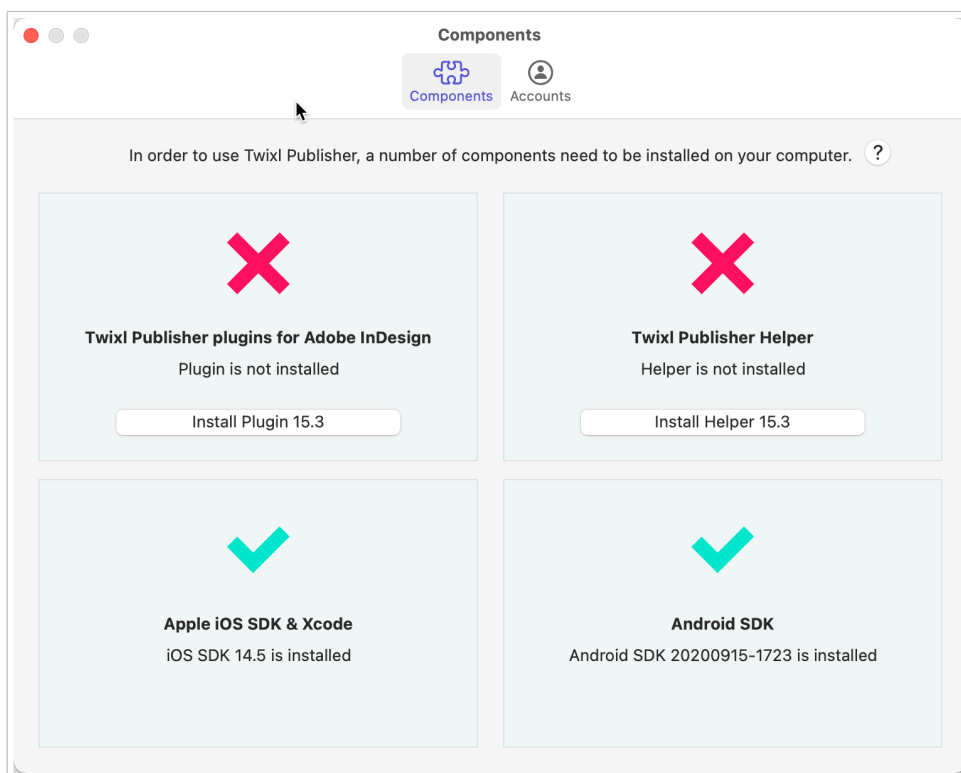 Components
Components
Accounts
In order to use Twixl Publisher, a number of components need to be installed on your computer.
?
Twixl Publisher plugins for Adobe InDesign
Plugin is not installed
Install Plugin 15.3
Twixl Publisher Helper
Helper is not installed
Install Helper 15.3
Apple iOS SDK & Xcode
iOS SDK 14.5 is installed
Android SDK
Android SDK 20200915-1723 is installed